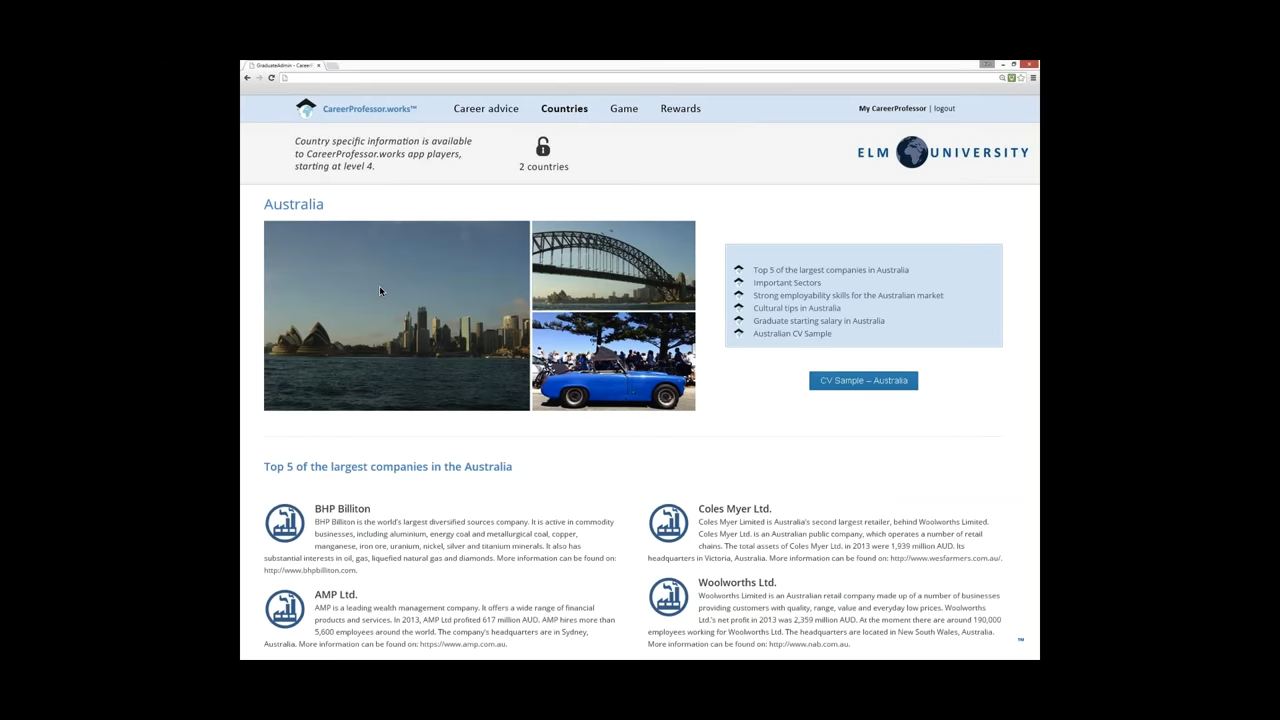 GraduateAdmin - Career
CareerProfessor.works™
Career advice
Countries
Game
Rewards
My CareerProfessor | logout
Country specific information is available
to CareerProfessor.works app players,
starting at level 4.
2 countries
ELM UNIVERSITY
Australia
Top 5 of the largest companies in Australia
Important Sectors
Strong employability skills for the Australian market
Cultural tips in Australia
Graduate starting salary in Australia
Australian CV Sample
CV Sample – Australia
Top 5 of the largest companies in the Australia
BHP Billiton
BHP Billiton is the world's largest diversified sources company. It is active in commodity
businesses, including aluminium, energy coal and metallurgical coal, copper,
manganese, iron ore, uranium, nickel, silver and titanium minerals. It also has
substantial interests in oil, gas, liquefied natural gas and diamonds. More information can be found on:
http://www.bhpbilliton.com.
AMP Ltd.
AMP is a leading wealth management company. It offers a wide range of financial
products and services. In 2013, AMP Ltd profited 617 million AUD. AMP hires more than
5,600 employees around the world. The company's headquarters are in Sydney,
Australia. More information can be found on: https://www.amp.com.au.
Coles Myer Ltd.
Coles Myer Limited is Australia's second largest retailer, behind Woolworths Limited.
Coles Myer Ltd. is an Australian public company, which operates a number of retail
chains. The total assets of Coles Myer Ltd. in 2013 were 1,939 million AUD. Its
headquarters in Victoria, Australia. More information can be found on: http://www.wesfarmers.com.au/.
Woolworths Ltd.
Woolworths Limited is an Australian retail company made up of a number of businesses
providing customers with quality, range, value and everyday low prices. Woolworths
Ltd.'s net profit in 2013 was 2,359 million AUD. At the moment there are around 190,000
employees working for Woolworths Ltd. The headquarters are located in New South Wales, Australia.
More information can be found on: http://www.nab.com.au.
™